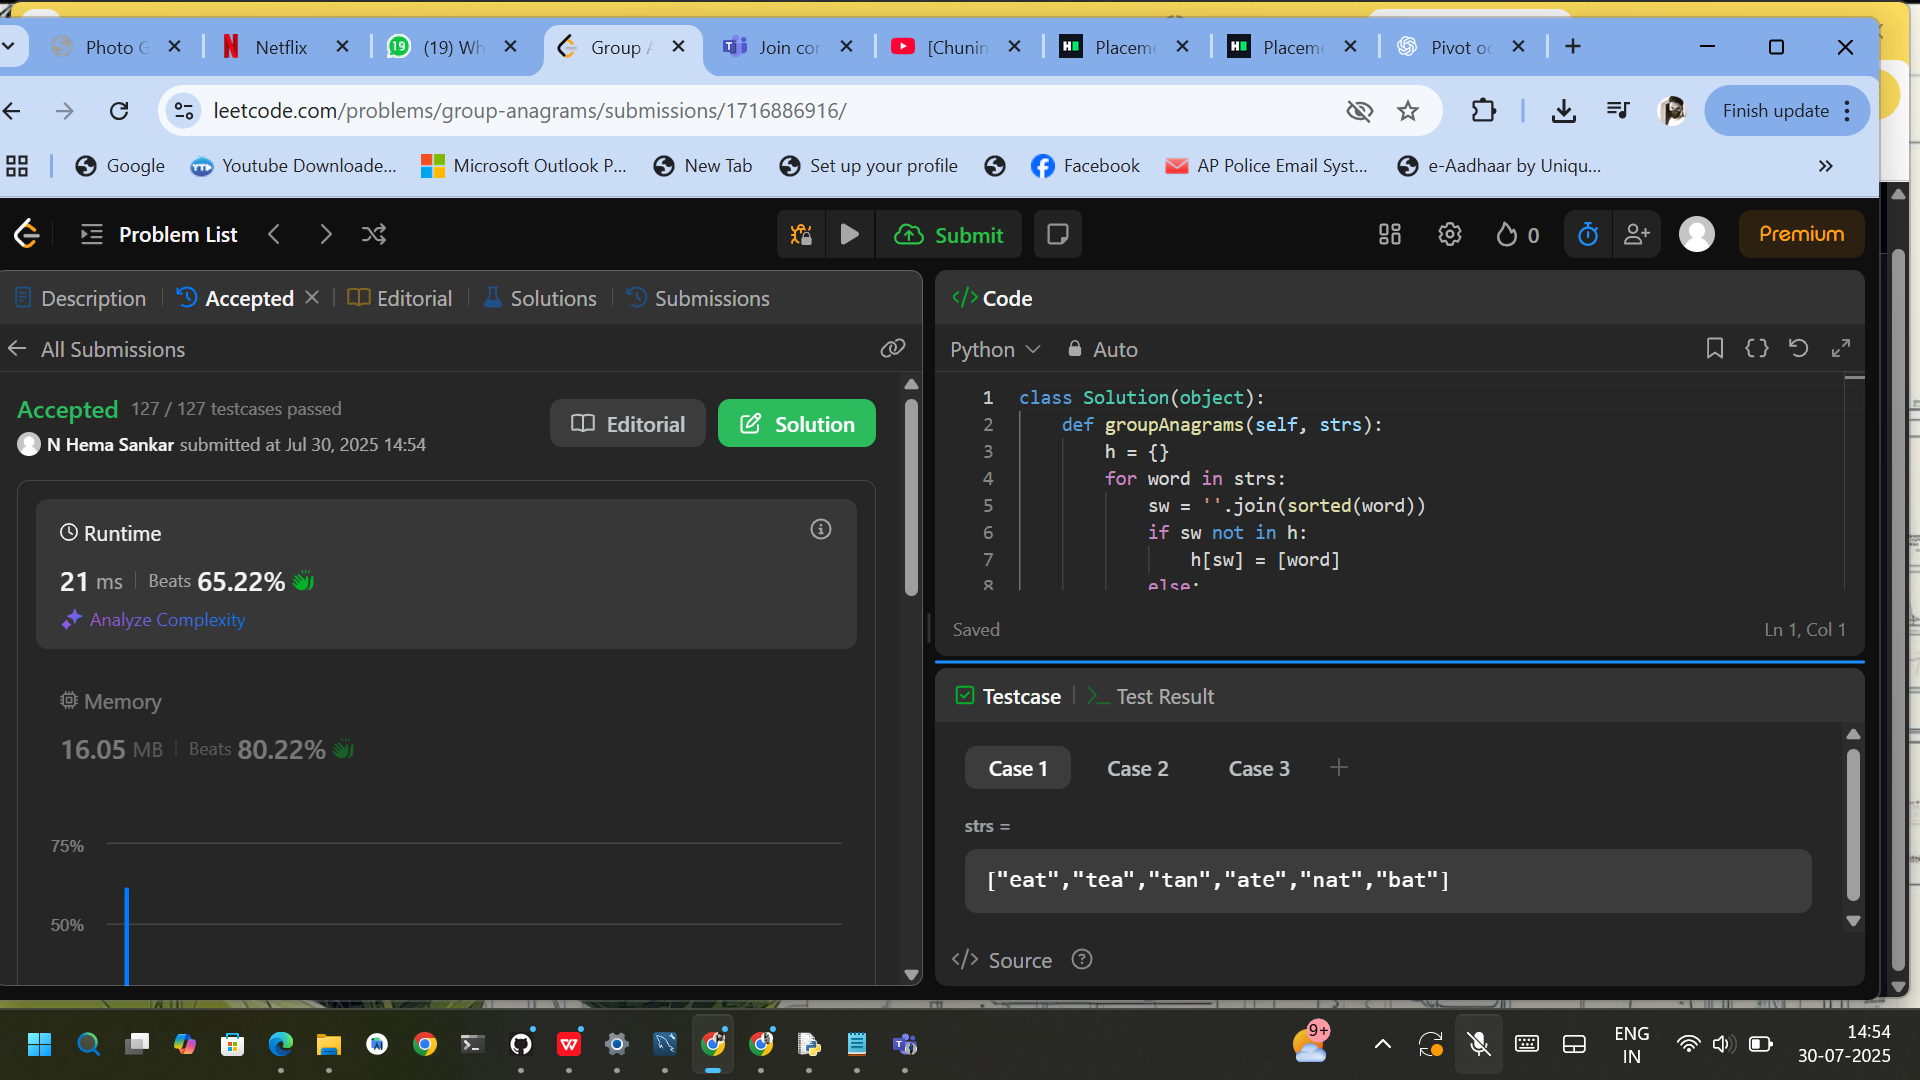 Photo G
Netflix
(19) Wh
Group A
Join cor
[Chunin
Placeme
Placeme
Pivot oc
leetcode.com/problems/group-anagrams/submissions/1716886916/
Finish update
Google
Youtube Downloade...
Microsoft Outlook P...
New Tab
Set up your profile
Facebook
AP Police Email Syst...
e-Aadhaar by Uniqu...
Problem List
Submit
0
Premium
Description
Accepted
Editorial
Solutions
Submissions
All Submissions
Accepted 127 / 127 testcases passed
N Hema Sankar submitted at Jul 30, 2025 14:54
Editorial
Solution
Runtime
21 ms | Beats 65.22%
Analyze Complexity
Memory
16.05 MB | Beats 80.22%
75%
50%
</> Code
Python
Auto
1 class Solution(object):
2 def groupAnagrams(self, strs):
3 h = {}
4 for word in strs:
5 sw = ''.join(sorted(word))
6 if sw not in h:
7 h[sw] = [word]
8 else:
Saved
Ln 1, Col 1
Testcase
Test Result
Case 1
Case 2
Case 3
strs =
["eat","tea","tan","ate","nat","bat"]
</> Source
9+
ENG
IN
14:54
30-07-2025